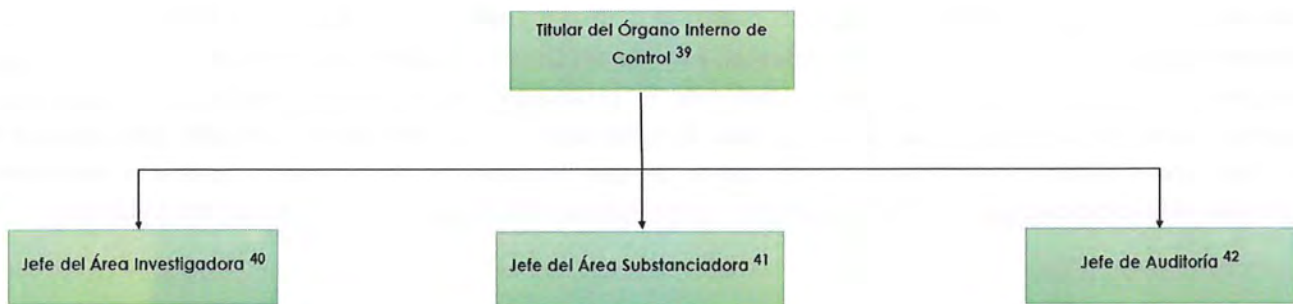 Titular del Órgano Interno de
Control 39
Jefe del Área Investigadora 40
Jefe del Área Substanciadora 41
Jefe de Auditoría 42